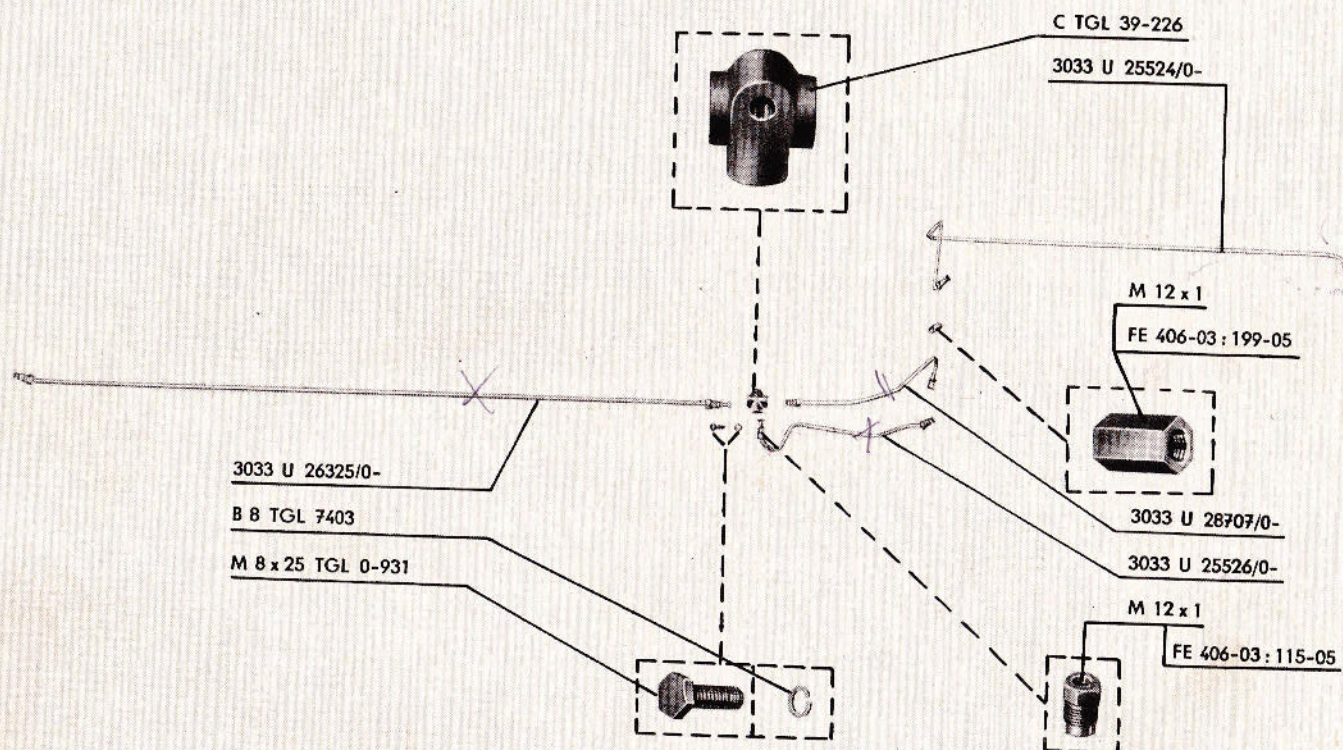 C TGL 39-226
3033 U 25524/0-
M 12 x 1
FE 406-03 : 199-05
3033 U 26325/0-
B 8 TGL 7403
M 8 x 25 TGL 0-931
3033 U 28707/0-
3033 U 25526/0-
M 12 x 1
FE 406-03 : 115-05